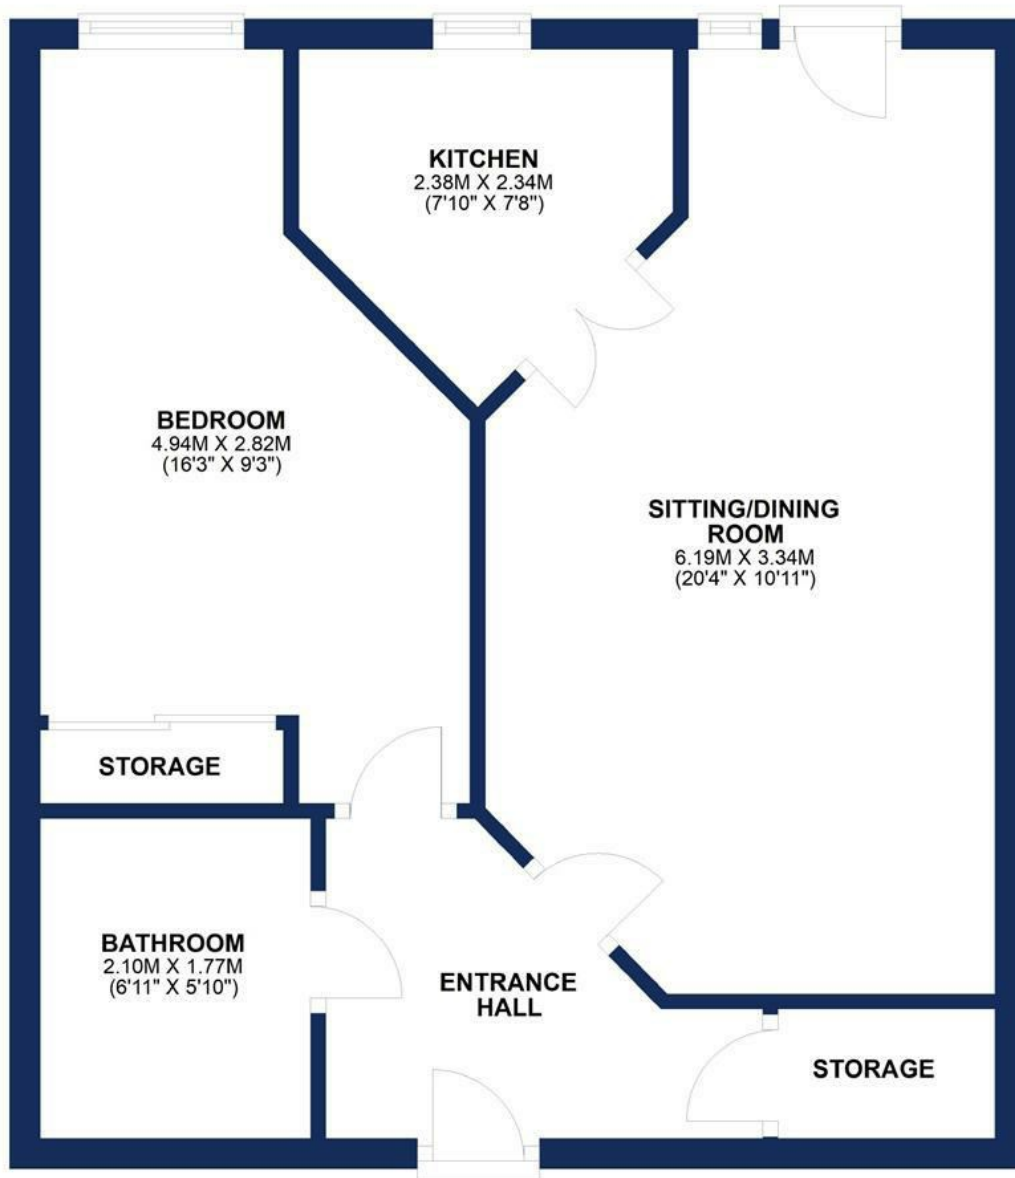 KITCHEN
2.38M X 2.34M
(7'10" X 7'8")
BEDROOM
4.94M X 2.82M
(16'3" X 9'3")
SITTING/DINING
ROOM
6.19M X 3.34M
(20'4" X 10'11")
STORAGE
BATHROOM
2.10M X 1.77M
(6'11" X 5'10")
ENTRANCE
HALL
STORAGE